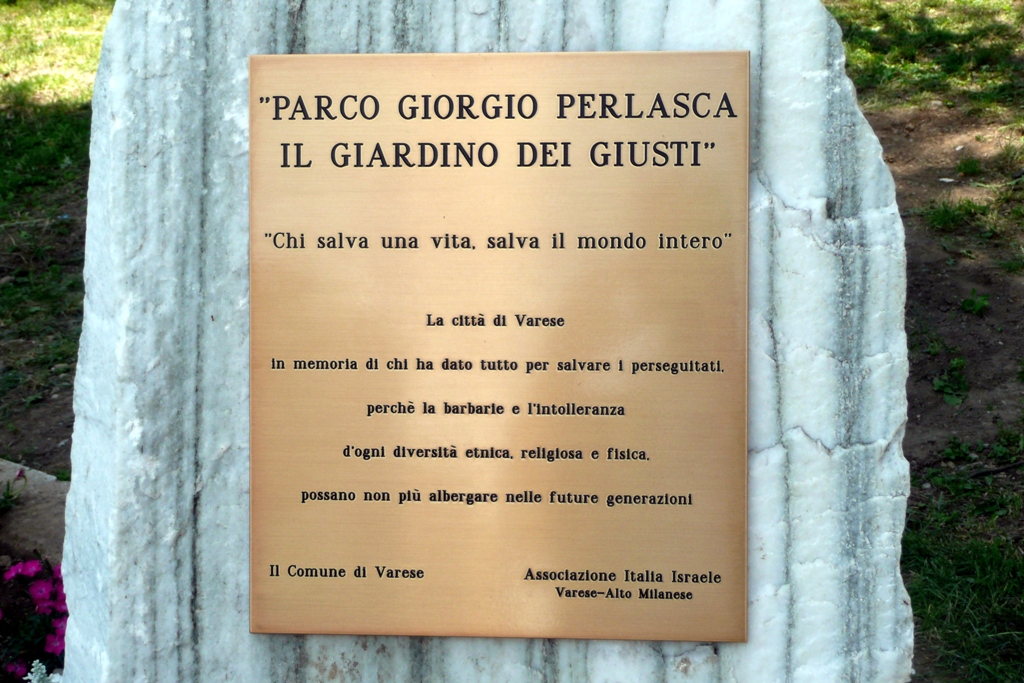 "PARCO GIORGIO PERLASCA
IL GIARDINO DEI GIUSTI"
"Chi salva una vita, salva il mondo intero"
La città di Varese
in memoria di chi ha dato tutto per salvare i perseguitati,
perchè la barbarie e l'intolleranza
d'ogni diversità etnica, religiosa e fisica,
possano non più albergare nelle future generazioni
Il Comune di Varese
Associazione Italia Israele
Varese-Alto Milanese